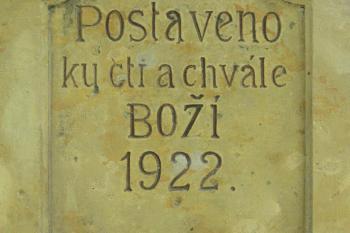 Postaveno
ku cti a chvále
BOŽÍ
1922.